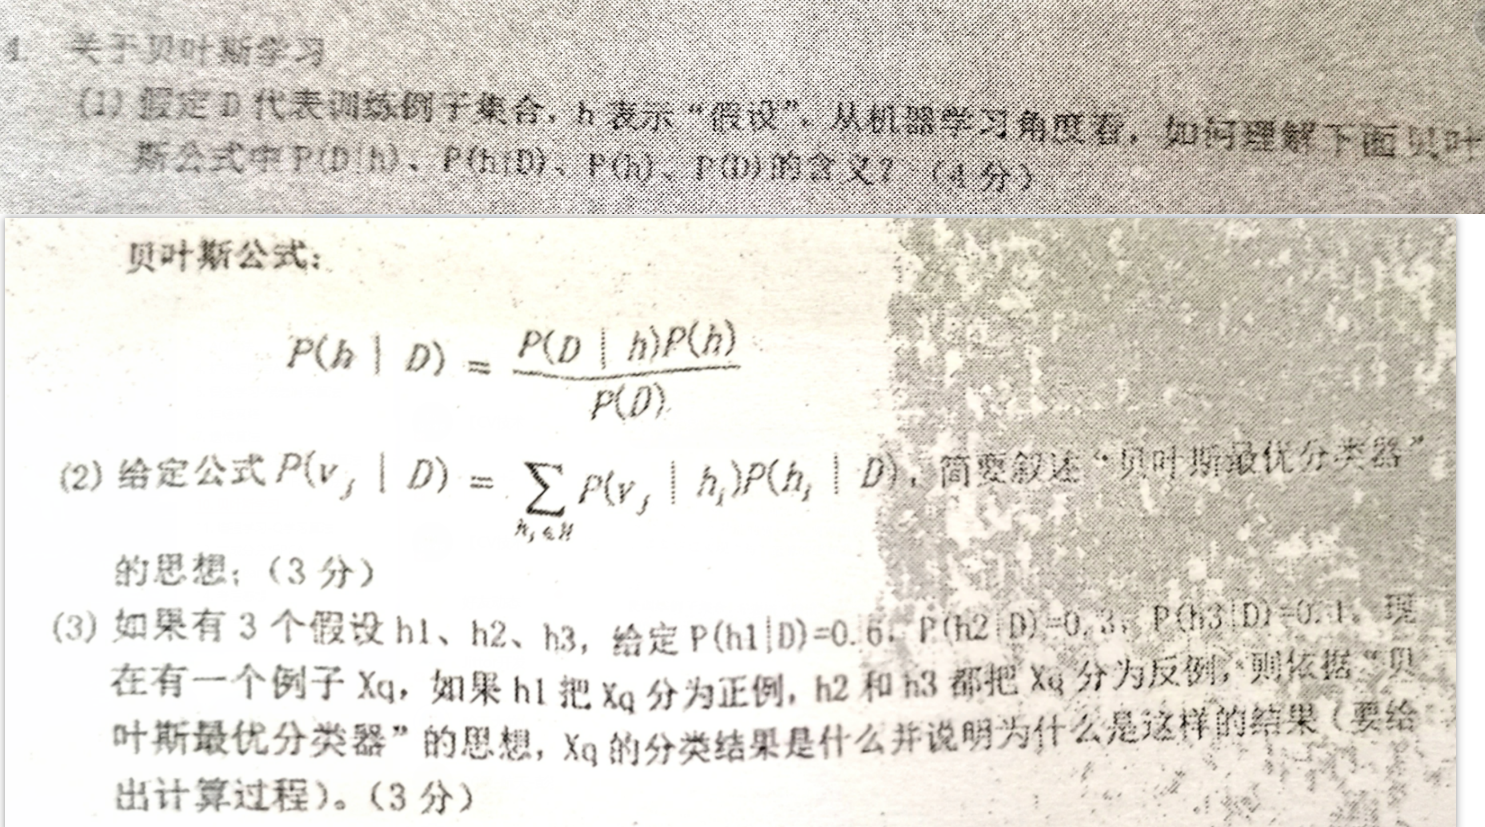 4. 关于贝叶斯学习
(1) 假定 D 代表训练例子集合，h 表示“假设”。从机器学习角度看，如何理解下面贝叶
斯公式中 P(D|h)、P(h|D)、P(h)、P(D)的含义？（4 分）
贝叶斯公式：
P(h | D) = P(D | h)P(h) / P(D)
(2) 给定公式 P(v_j | D) = ∑_{h_i∈H} P(v_j | h_i)P(h_i | D)，简要叙述“贝叶斯最优分类器”
的思想；（3 分）
(3) 如果有 3 个假设 h1、h2、h3，给定 P(h1|D)=0.6，P(h2|D)=0.3，P(h3|D)=0.1。现
在有一个例子 Xq，如果 h1 把 Xq 分为正例，h2 和 h3 都把 Xq 分为反例，则依据“贝
叶斯最优分类器”的思想，Xq 的分类结果是什么并说明为什么是这样的结果（要给
出计算过程）。（3 分）